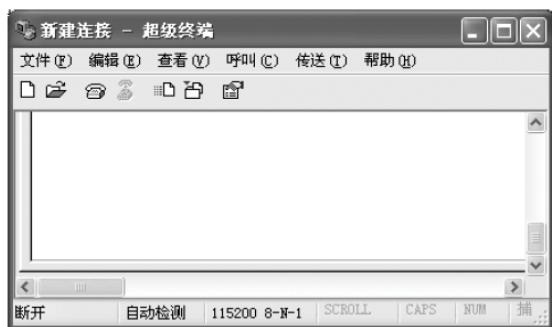 新建连接 - 超级终端
文件(F) 编辑(E) 查看(V) 呼叫(C) 传送(T) 帮助(H)
断开 自动检测 115200 8-N-1 SCROLL CAPS NUM 捕